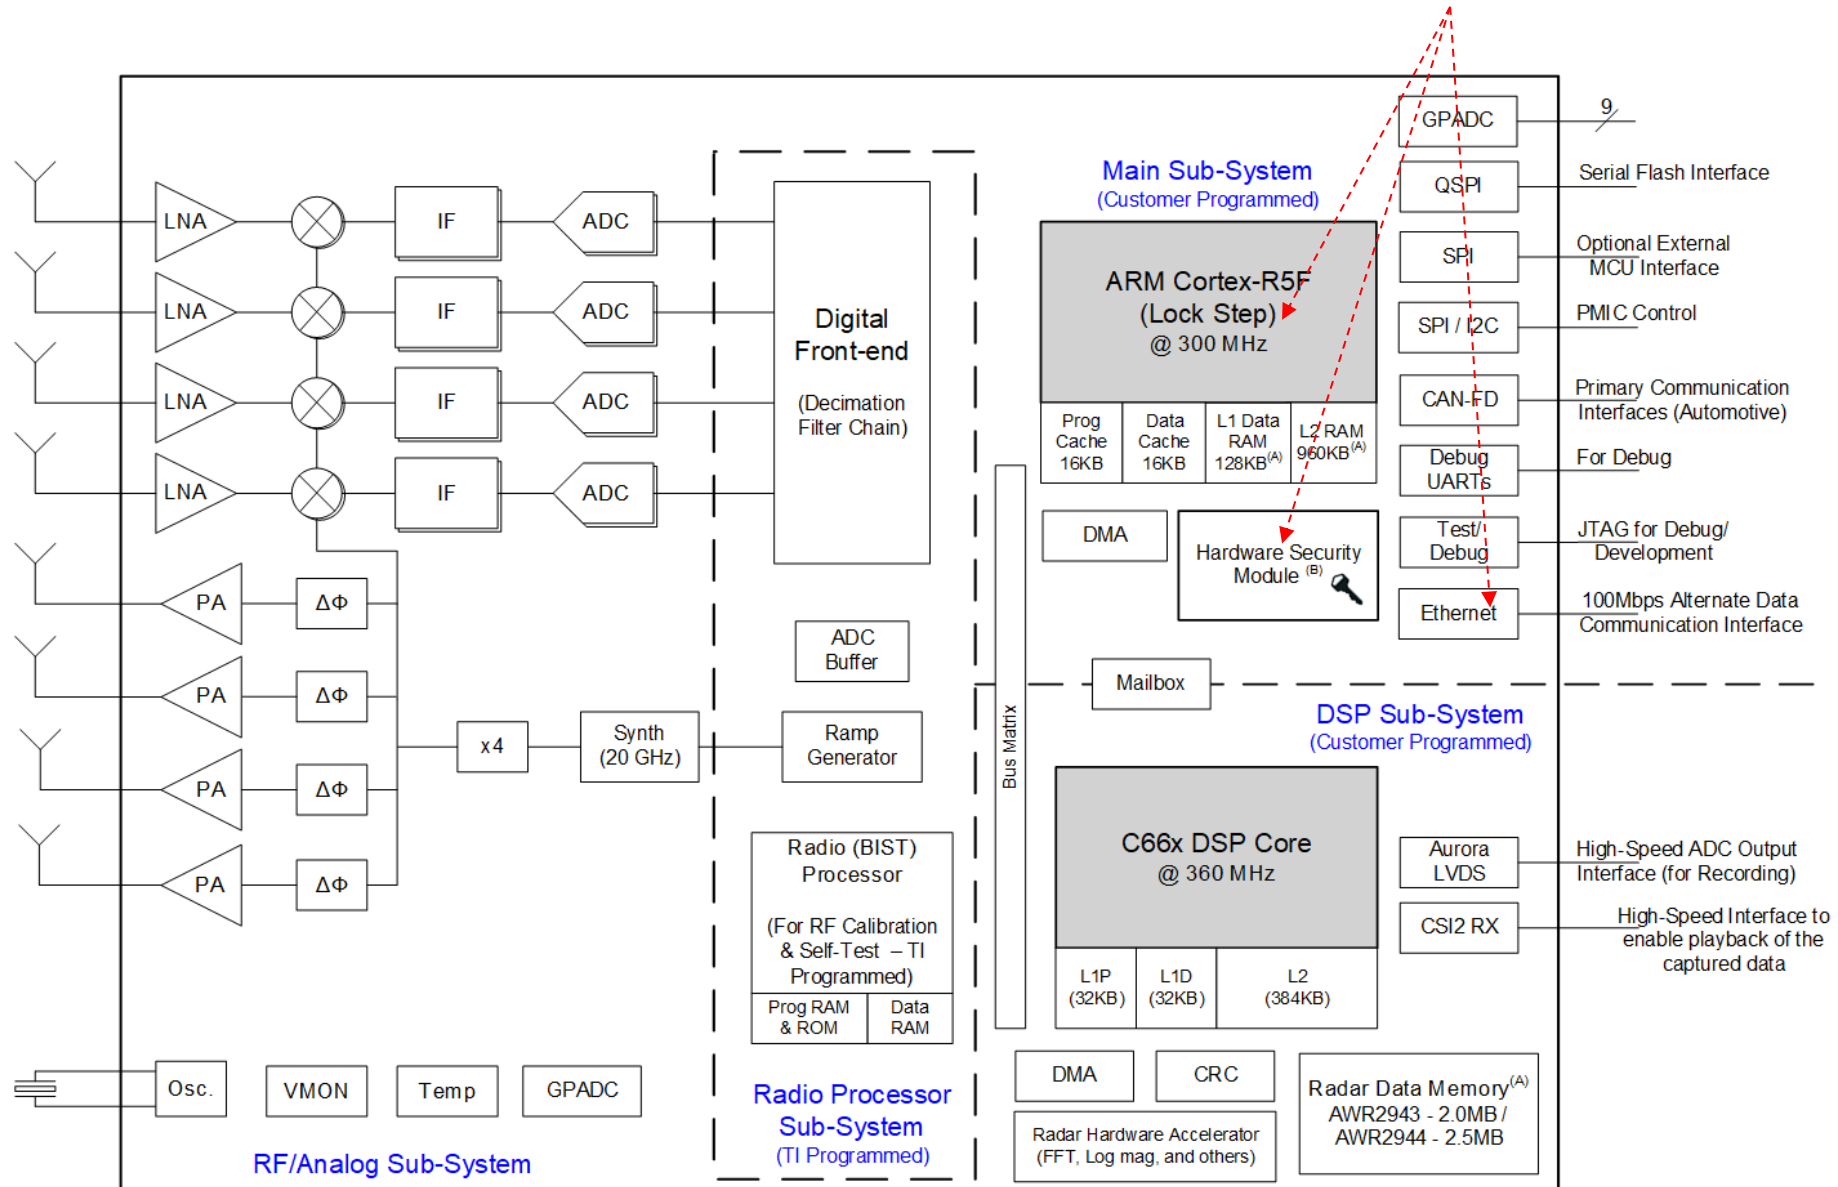 LNA
IF
ADC
LNA
IF
ADC
LNA
IF
ADC
LNA
IF
ADC
PA
ΔΦ
PA
ΔΦ
PA
ΔΦ
PA
ΔΦ
x4
Synth
(20 GHz)
Osc.
VMON
Temp
GPADC
RF/Analog Sub-System
Digital
Front-end
(Decimation
Filter Chain)
ADC
Buffer
Ramp
Generator
Radio (BIST)
Processor
(For RF Calibration
& Self-Test – TI
Programmed)
Prog RAM
& ROM
Data
RAM
Radio Processor
Sub-System
(TI Programmed)
Bus Matrix
Main Sub-System
(Customer Programmed)
ARM Cortex-R5F
(Lock Step)
@ 300 MHz
Prog
Cache
16KB
Data
Cache
16KB
L1 Data
RAM
128KB(A)
L2 RAM
960KB(A)
DMA
Hardware Security
Module (B)
Mailbox
GPADC
9
QSPI
Serial Flash Interface
SPI
Optional External
MCU Interface
SPI / I2C
PMIC Control
CAN-FD
Primary Communication
Interfaces (Automotive)
Debug
UARTs
For Debug
Test/
Debug
JTAG for Debug/
Development
Ethernet
100Mbps Alternate Data
Communication Interface
DSP Sub-System
(Customer Programmed)
C66x DSP Core
@ 360 MHz
L1P
(32KB)
L1D
(32KB)
L2
(384KB)
Aurora
LVDS
High-Speed ADC Output
Interface (for Recording)
CSI2 RX
High-Speed Interface to
enable playback of the
captured data
DMA
CRC
Radar Hardware Accelerator
(FFT, Log mag, and others)
Radar Data Memory(A)
AWR2943 - 2.0MB /
AWR2944 - 2.5MB